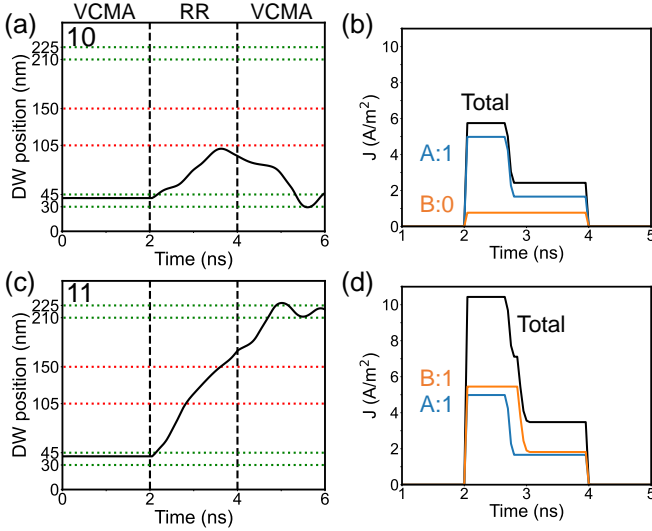 VCMA RR VCMA
(a)
10
DW position (nm)
225
210
150
105
45
30
0
0 2 4 6
Time (ns)
(b)
J (A/m²)
10
8
6
4
2
0
Total
A:1
B:0
1 2 3 4 5
Time (ns)
(c)
11
DW position (nm)
225
210
150
105
45
30
0
0 2 4 6
Time (ns)
(d)
J (A/m²)
10
8
6
4
2
0
Total
B:1
A:1
1 2 3 4 5
Time (ns)